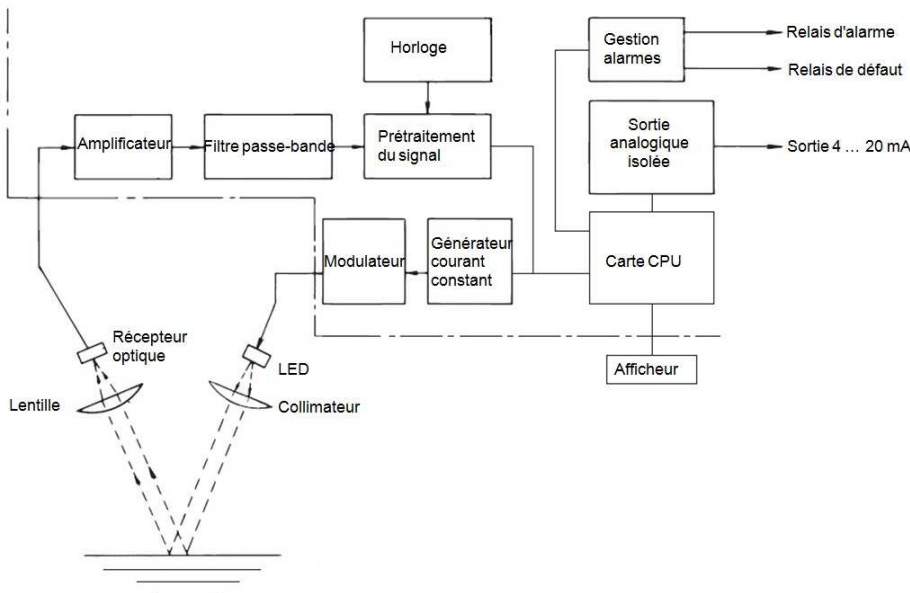 Horloge
Gestion
alarmes
Relais d'alarme
Relais de défaut
Amplificateur
Filtre passe-bande
Prétraitement
du signal
Sortie
analogique
isolée
Sortie 4 ... 20 mA
Modulateur
Générateur
courant
constant
Carte CPU
Récepteur
optique
LED
Afficheur
Lentille
Collimateur